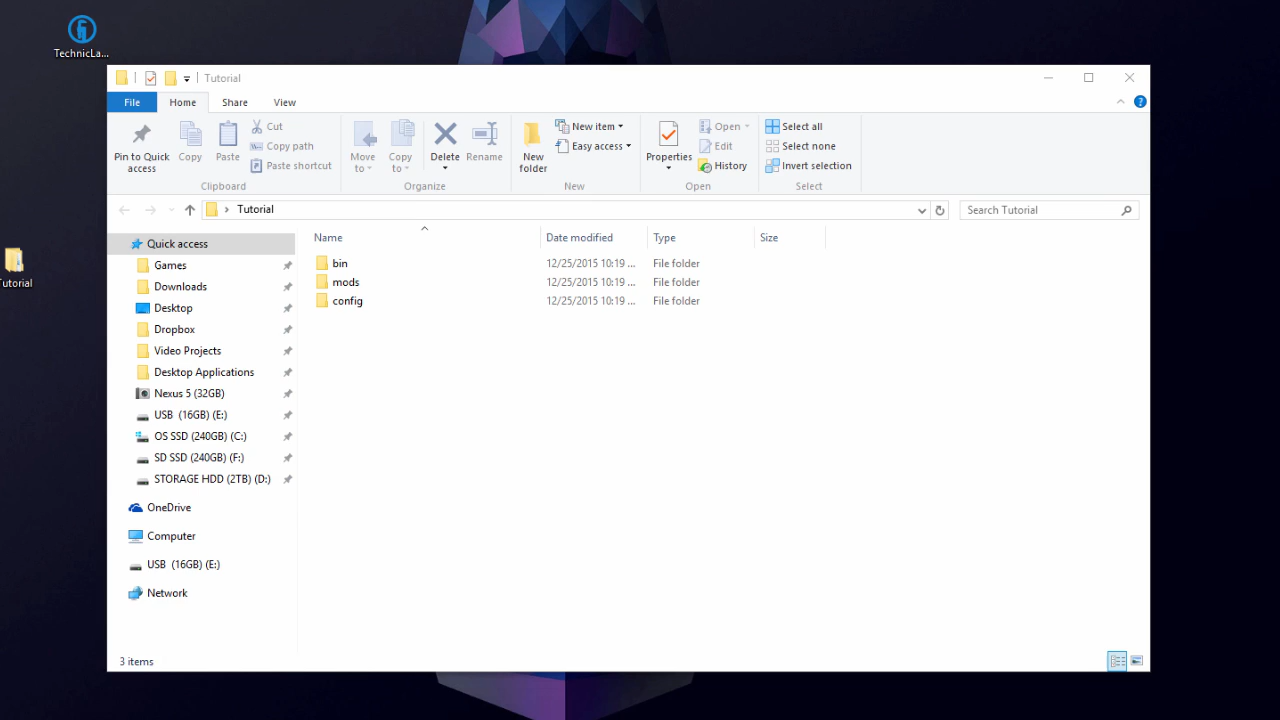 TechnicLa...
Tutorial
Tutorial
File Home Share View
Pin to Quick access
Copy
Paste
Cut
Copy path
Paste shortcut
Clipboard
Move to
Copy to
Delete
Rename
Organize
New folder
New item
Easy access
New
Properties
Open
Edit
History
Open
Select all
Select none
Invert selection
Select
Tutorial
Search Tutorial
Name Date modified Type Size
bin 12/25/2015 10:19 ... File folder
mods 12/25/2015 10:19 ... File folder
config 12/25/2015 10:19 ... File folder
Quick access
Games
Downloads
Desktop
Dropbox
Video Projects
Desktop Applications
Nexus 5 (32GB)
USB (16GB) (E:)
OS SSD (240GB) (C:)
SD SSD (240GB) (F:)
STORAGE HDD (2TB) (D:)
OneDrive
Computer
USB (16GB) (E:)
Network
3 items